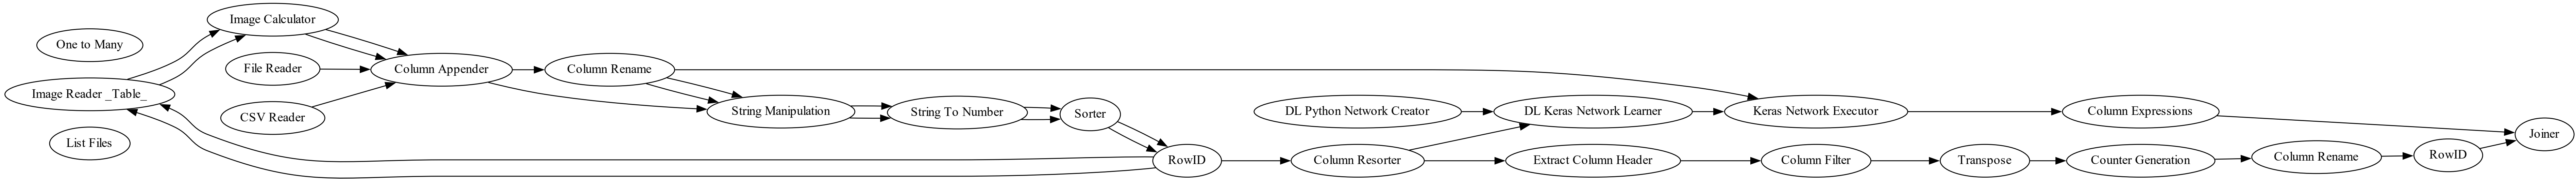 One to Many
Image Reader _Table_
List Files
Image Calculator
File Reader
CSV Reader
Column Appender
Column Rename
String Manipulation
String To Number
Sorter
RowID
DL Python Network Creator
Column Resorter
DL Keras Network Learner
Extract Column Header
Keras Network Executor
Column Filter
Transpose
Column Expressions
Counter Generation
Column Rename
RowID
Joiner